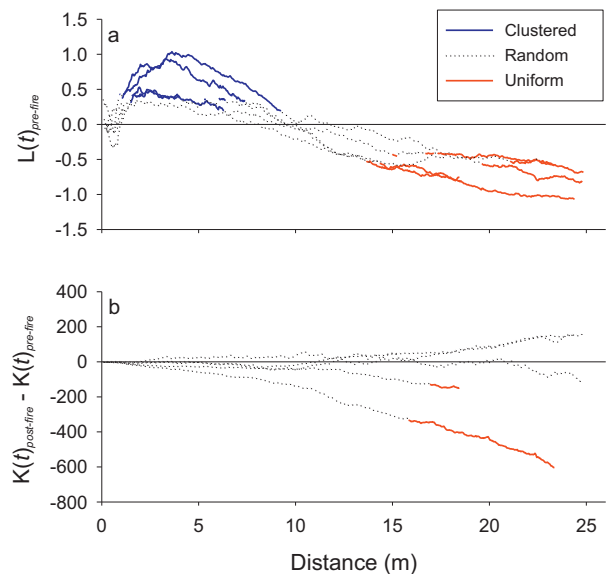 a
Clustered
Random
Uniform
1.5
1.0
0.5
0.0
-0.5
-1.0
-1.5
L(t)pre-fire
b
400
200
0
-200
-400
-600
-800
K(t)post-fire - K(t)pre-fire
0 5 10 15 20 25
Distance (m)